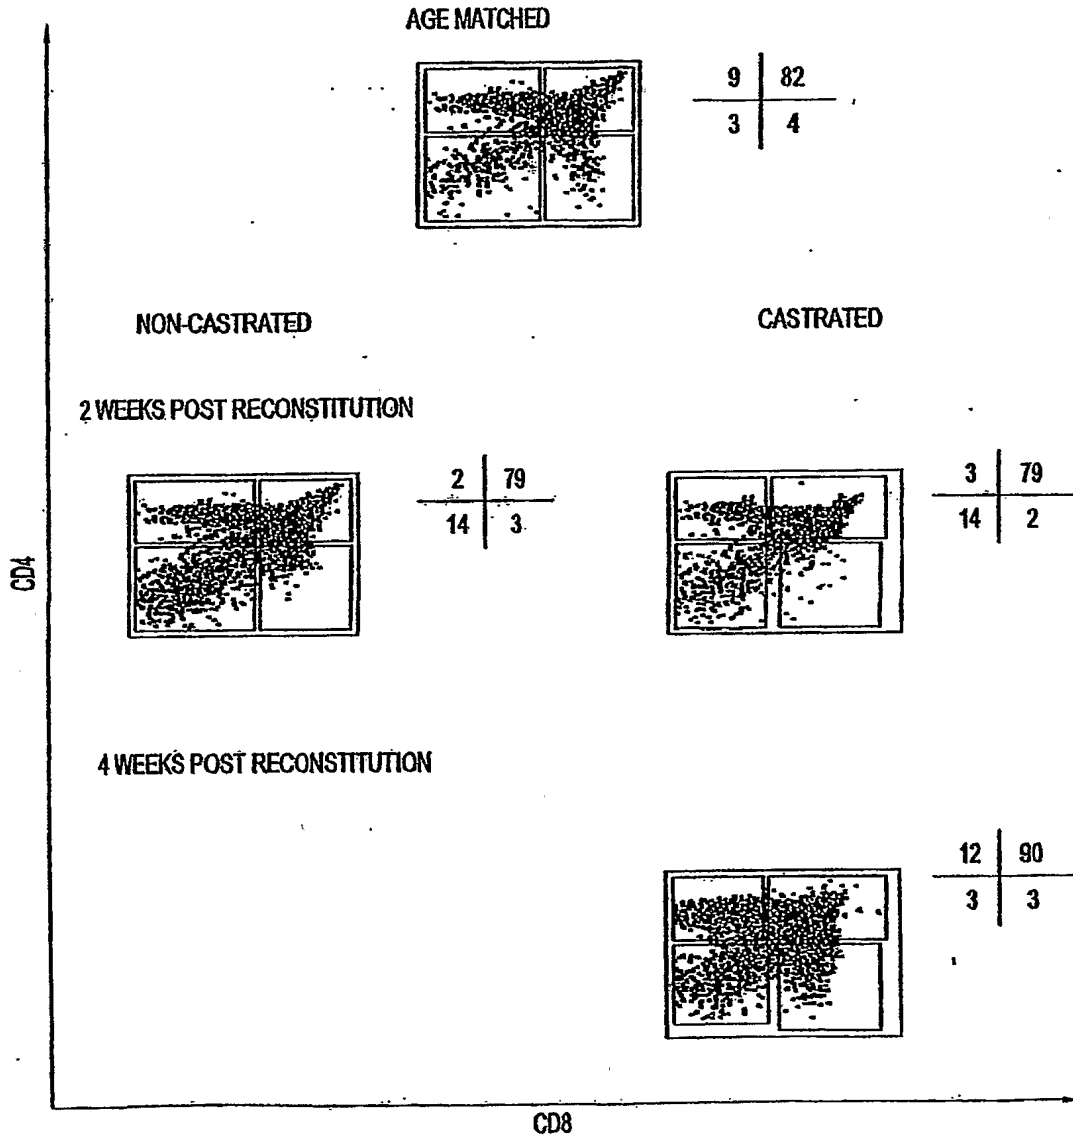 AGE MATCHED
9 82
3 4
NON-CASTRATED
CASTRATED
2 WEEKS POST RECONSTITUTION
2 79
14 3
3 79
14 2
CD4
4 WEEKS POST RECONSTITUTION
12 90
3 3
CD8